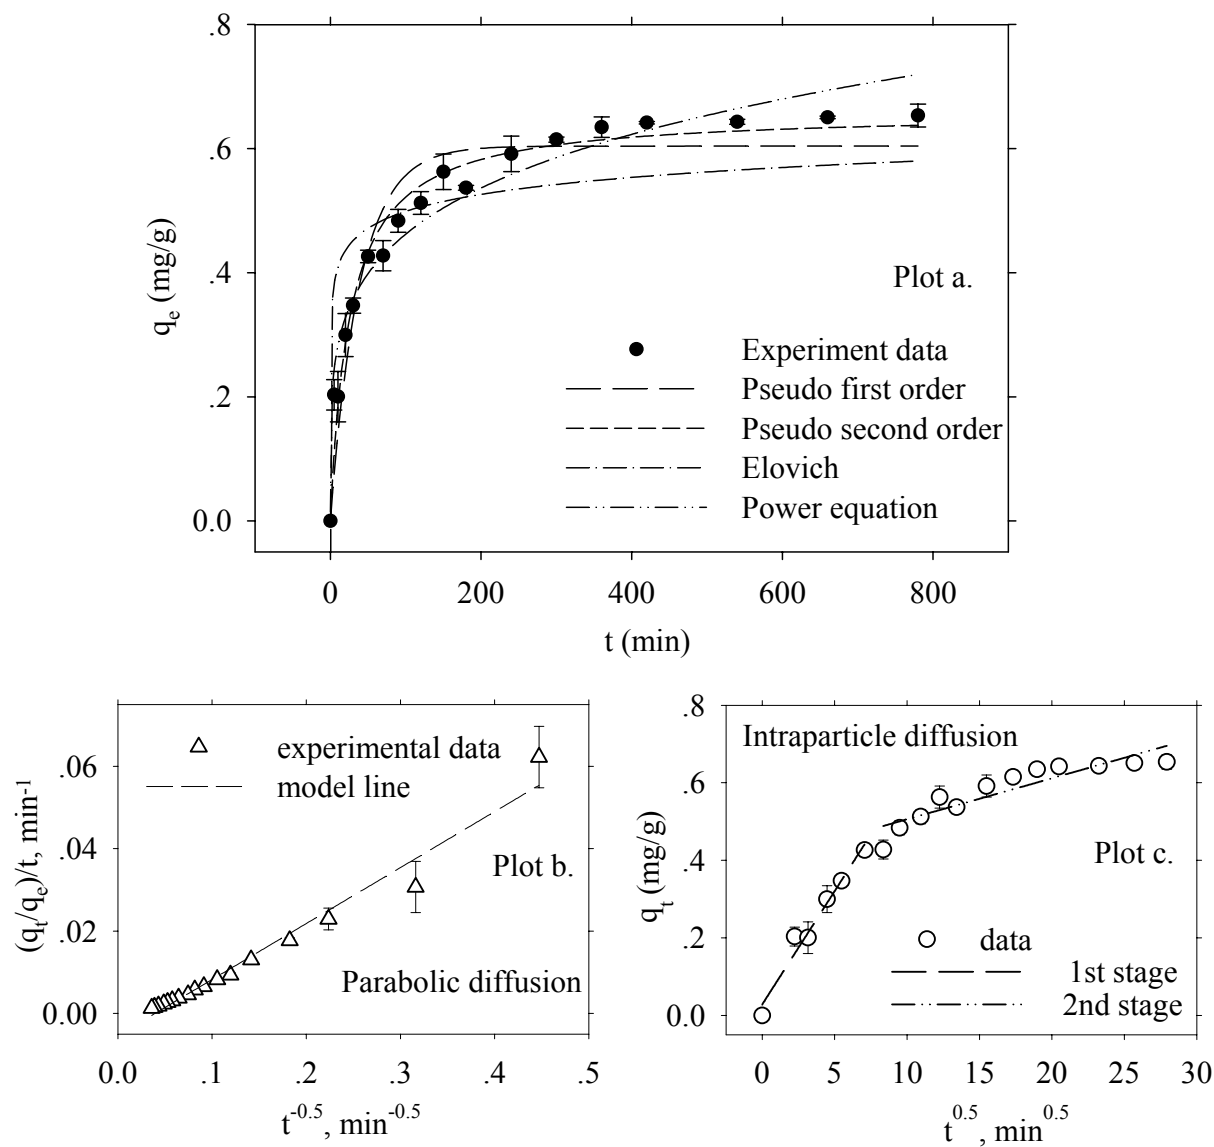 .8
.6
.4
.2
0.0
q_e (mg/g)
Plot a.
Experiment data
Pseudo first order
Pseudo second order
Elovich
Power equation
0 200 400 600 800
t (min)
.06
.04
.02
0.00
(q_t/q_e)/t, min^-1
experimental data
model line
Plot b.
Parabolic diffusion
0.0 .1 .2 .3 .4 .5
t^-0.5, min^-0.5
.8
.6
.4
.2
0.0
q_t (mg/g)
Intraparticle diffusion
Plot c.
data
1st stage
2nd stage
0 5 10 15 20 25 30
t^0.5, min^0.5